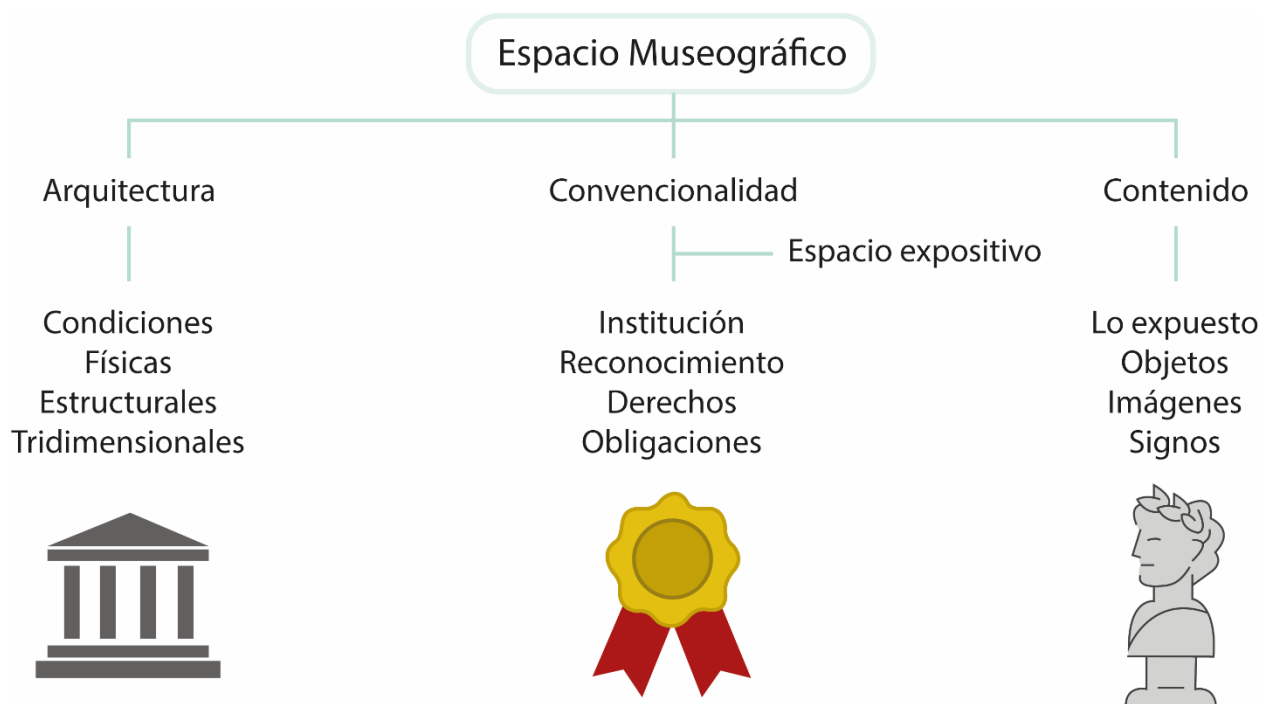 Espacio Museográfico
Arquitectura
Convencionalidad
Contenido
Espacio expositivo
Condiciones
Físicas
Estructurales
Tridimensionales
Institución
Reconocimiento
Derechos
Obligaciones
Lo expuesto
Objetos
Imágenes
Signos